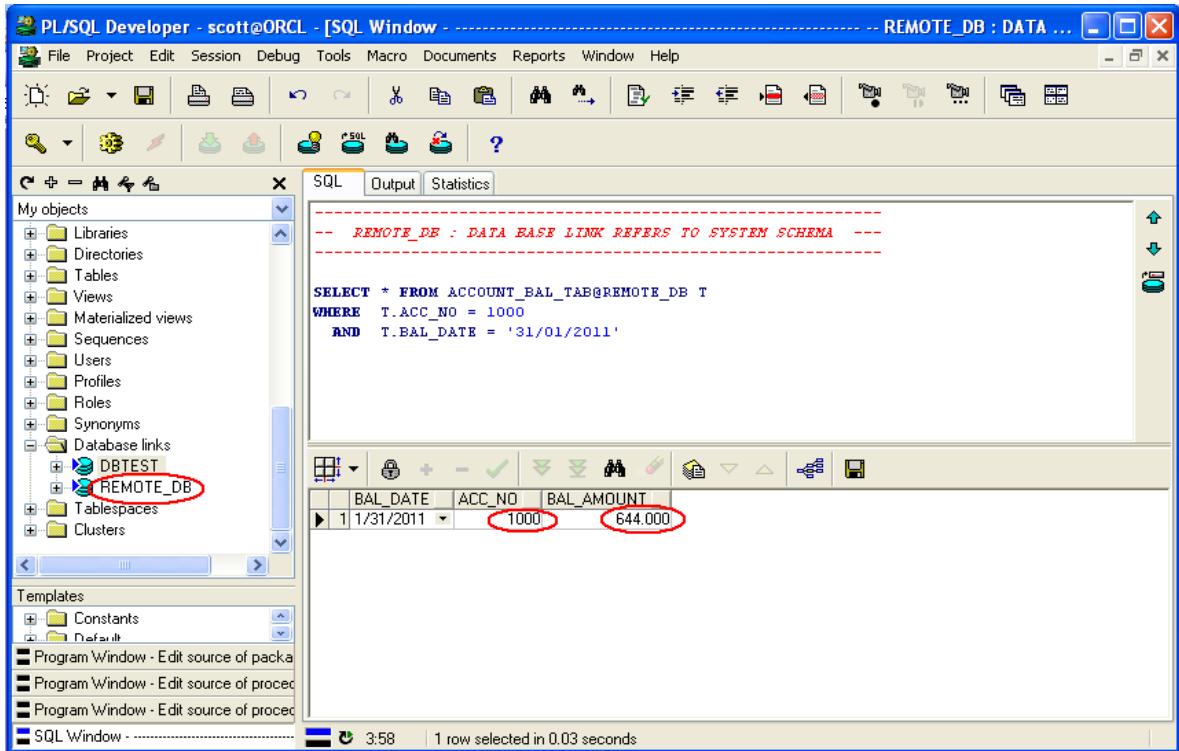 PL/SQL Developer - scott@ORCL - [SQL Window - ---------------------------------------------------------- -- REMOTE_DB : DATA ...
File Project Edit Session Debug Tools Macro Documents Reports Window Help
SQL
?
My objects
Libraries
Directories
Tables
Views
Materialized views
Sequences
Users
Profiles
Roles
Synonyms
Database links
DBTEST
REMOTE_DB
Tablespaces
Clusters
Templates
Constants
Default
Program Window - Edit source of packa
Program Window - Edit source of proced
Program Window - Edit source of proced
SQL Window - -----------------------------
SQL Output Statistics
------------------------------------------------------------
-- REMOTE_DB : DATA BASE LINK REFERS TO SYSTEM SCHEMA ---
------------------------------------------------------------
SELECT * FROM ACCOUNT_BAL_TAB@REMOTE_DB T
WHERE T.ACC_NO = 1000
AND T.BAL_DATE = '31/01/2011'
BAL_DATE ACC_NO BAL_AMOUNT
1 1/31/2011 1000 644.000
3:58 1 row selected in 0.03 seconds